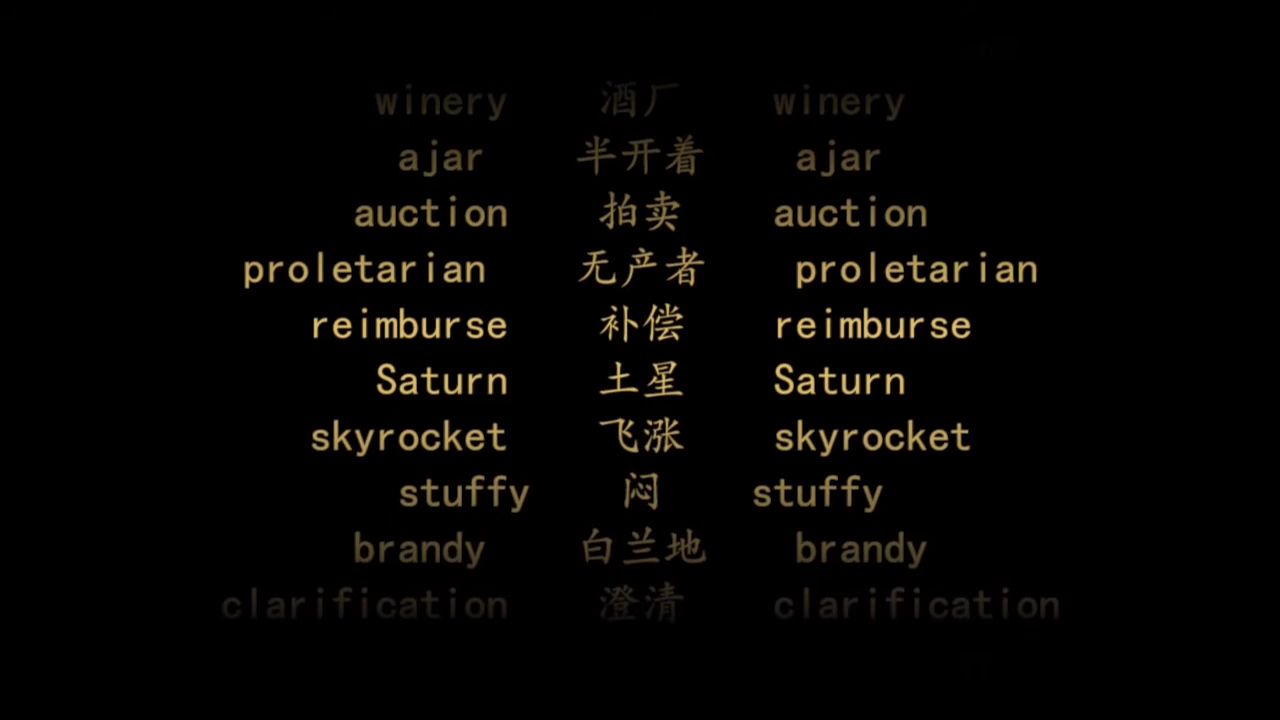 winery 酒厂 winery
ajar 半开着 ajar
auction 拍卖 auction
proletarian 无产者 proletarian
reimburse 补偿 reimburse
Saturn 土星 Saturn
skyrocket 飞涨 skyrocket
stuffy 闷 stuffy
brandy 白兰地 brandy
clarification 澄清 clarification